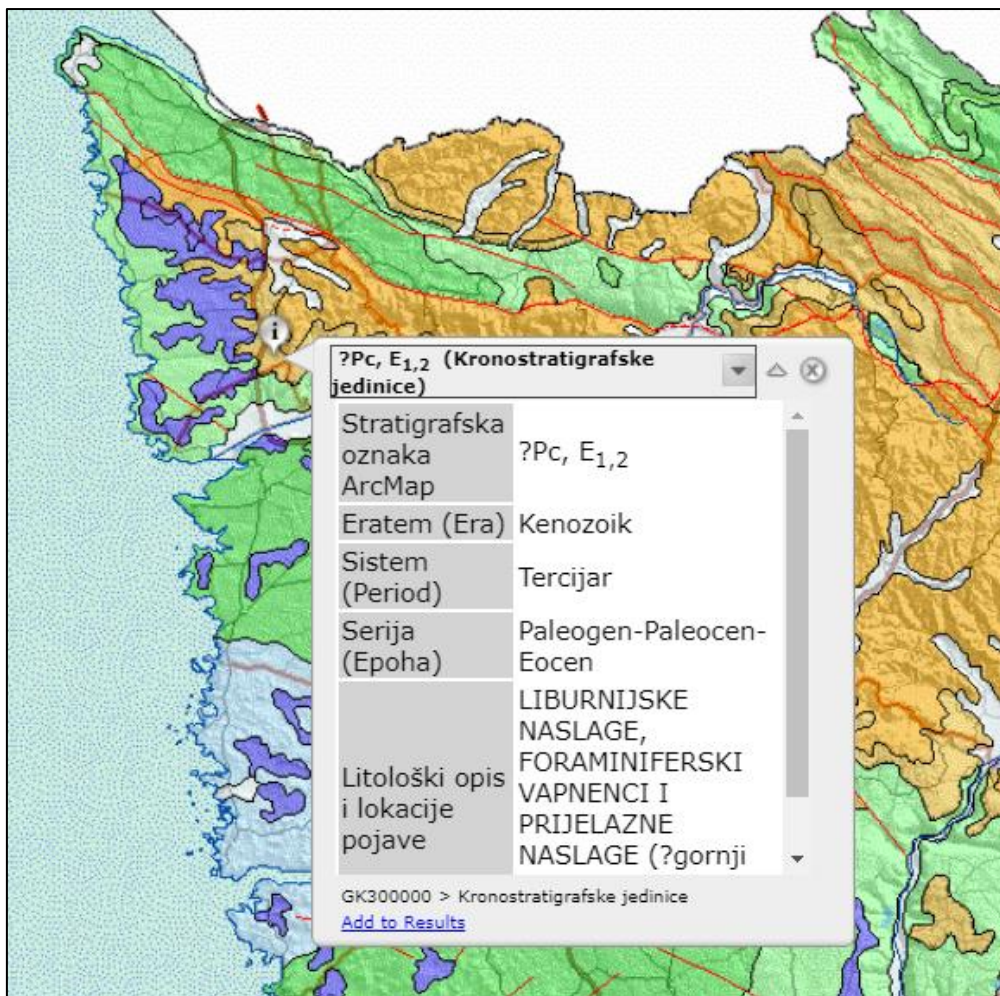 i
?Pc, E1,2 (Kronostratigrafske
jedinice)
Stratigrafska
oznaka
ArcMap
?Pc, E1,2
Eratem (Era)
Kenozoik
Sistem
(Period)
Tercijar
Serija
(Epoha)
Paleogen-Paleocen-
Eocen
Litološki opis
i lokacije
pojave
LIBURNIJSKE
NASLAGE,
FORAMINIFERSKI
VAPNENCI I
PRIJELAZNE
NASLAGE (?gornji
GK300000 > Kronostratigrafske jedinice
Add to Results